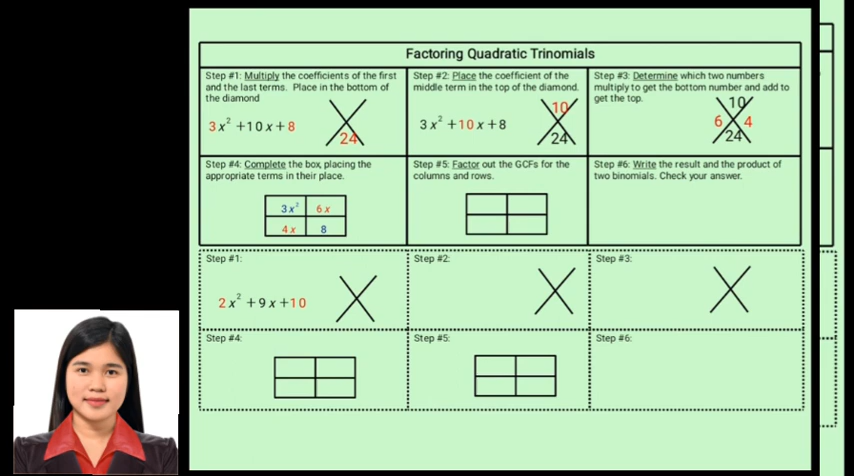 Factoring Quadratic Trinomials
Step #1: Multiply the coefficients of the first
and the last terms. Place in the bottom of
the diamond
3x² +10x+8
24
Step #2: Place the coefficient of the
middle term in the top of the diamond.
3x² +10x+8
10
24
Step #3: Determine which two numbers
multiply to get the bottom number and add to
get the top.
10
6 4
24
Step #4: Complete the box, placing the
appropriate terms in their place.
3x² 6x
4x 8
Step #5: Factor out the GCFs for the
columns and rows.
Step #6: Write the result and the product of
two binomials. Check your answer.
Step #1:
2x² +9x+10
Step #2:
Step #3:
Step #4:
Step #5:
Step #6: